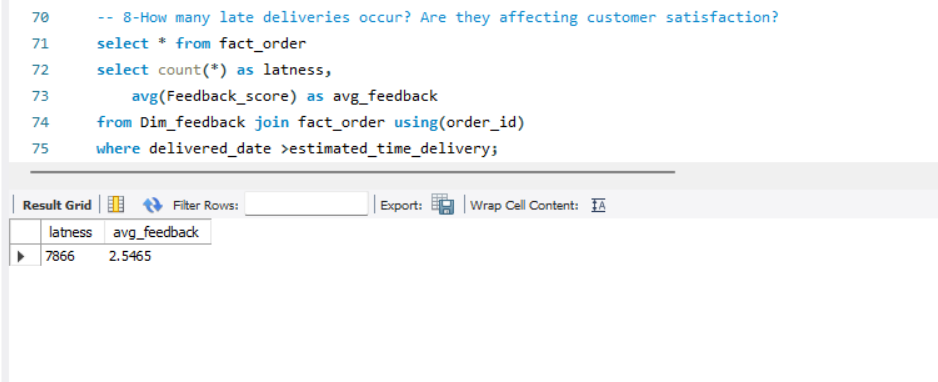 70 -- 8-How many late deliveries occur? Are they affecting customer satisfaction?
71 select * from fact_order
72 select count(*) as latness,
73 avg(Feedback_score) as avg_feedback
74 from Dim_feedback join fact_order using(order_id)
75 where delivered_date >estimated_time_delivery;
Result Grid Filter Rows: Export: Wrap Cell Content: IA
latness avg_feedback
7866 2.5465